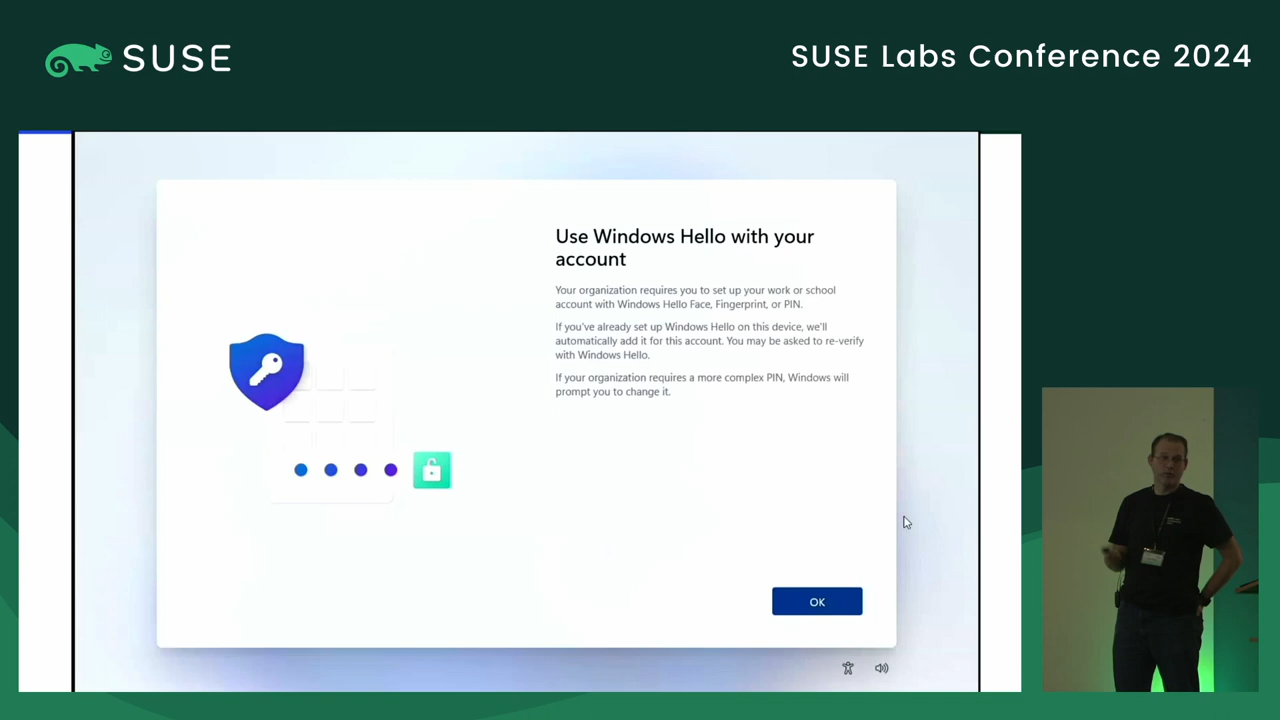 SUSE
SUSE Labs Conference 2024
Use Windows Hello with your
account
Your organization requires you to set up your work or school
account with Windows Hello Face, Fingerprint, or PIN.
If you've already set up Windows Hello on this device, we'll
automatically add it for this account. You may be asked to re-verify
with Windows Hello.
If your organization requires a more complex PIN, Windows will
prompt you to change it.
OK